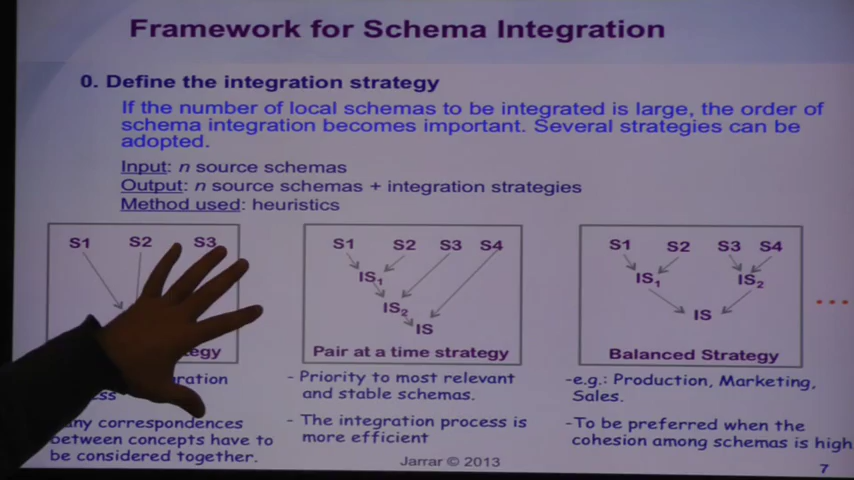 Framework for Schema Integration
0. Define the integration strategy
If the number of local schemas to be integrated is large, the order of
schema integration becomes important. Several strategies can be
adopted.
Input: n source schemas
Output: n source schemas + integration strategies
Method used: heuristics
S1 S2 S3
S1 S2 S3 S4
IS1
IS2
IS
Pair at a time strategy
- Priority to most relevant
and stable schemas.
- The integration process is
more efficient
S1 S2 S3 S4
IS1 IS2
IS
Balanced Strategy
-e.g.: Production, Marketing,
Sales.
-To be preferred when the
cohesion among schemas is high
correspondences
between concepts have to
be considered together.
Jarrar © 2013
7